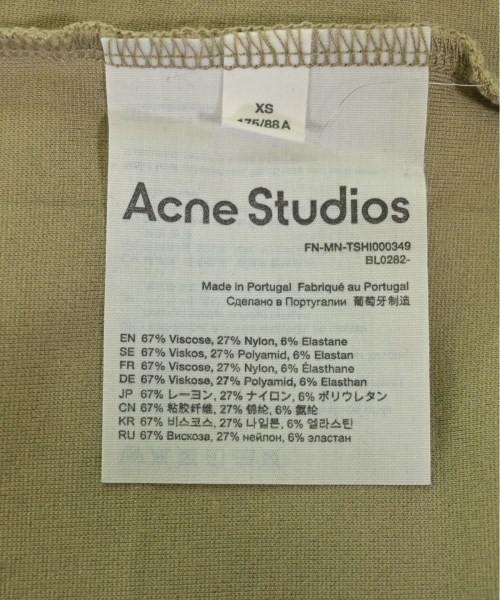 XS
175/88A
Acne Studios
FN-MN-TSHI000349
BL0282-
Made in Portugal Fabriqué au Portugal
Сделано в Португалии 葡萄牙制造
EN 67% Viscose, 27% Nylon, 6% Elastane
SE 67% Viskos, 27% Polyamid, 6% Elastan
FR 67% Viscose, 27% Nylon, 6% Élasthane
DE 67% Viskose, 27% Polyamid, 6% Elasthan
JP 67% レーヨン, 27% ナイロン, 6% ポリウレタン
CN 67% 粘胶纤维, 27% 锦纶, 6% 氨纶
KR 67% 비스코스, 27% 나일론, 6% 엘라스틴
RU 67% Вискоза, 27% нейлон, 6% эластан